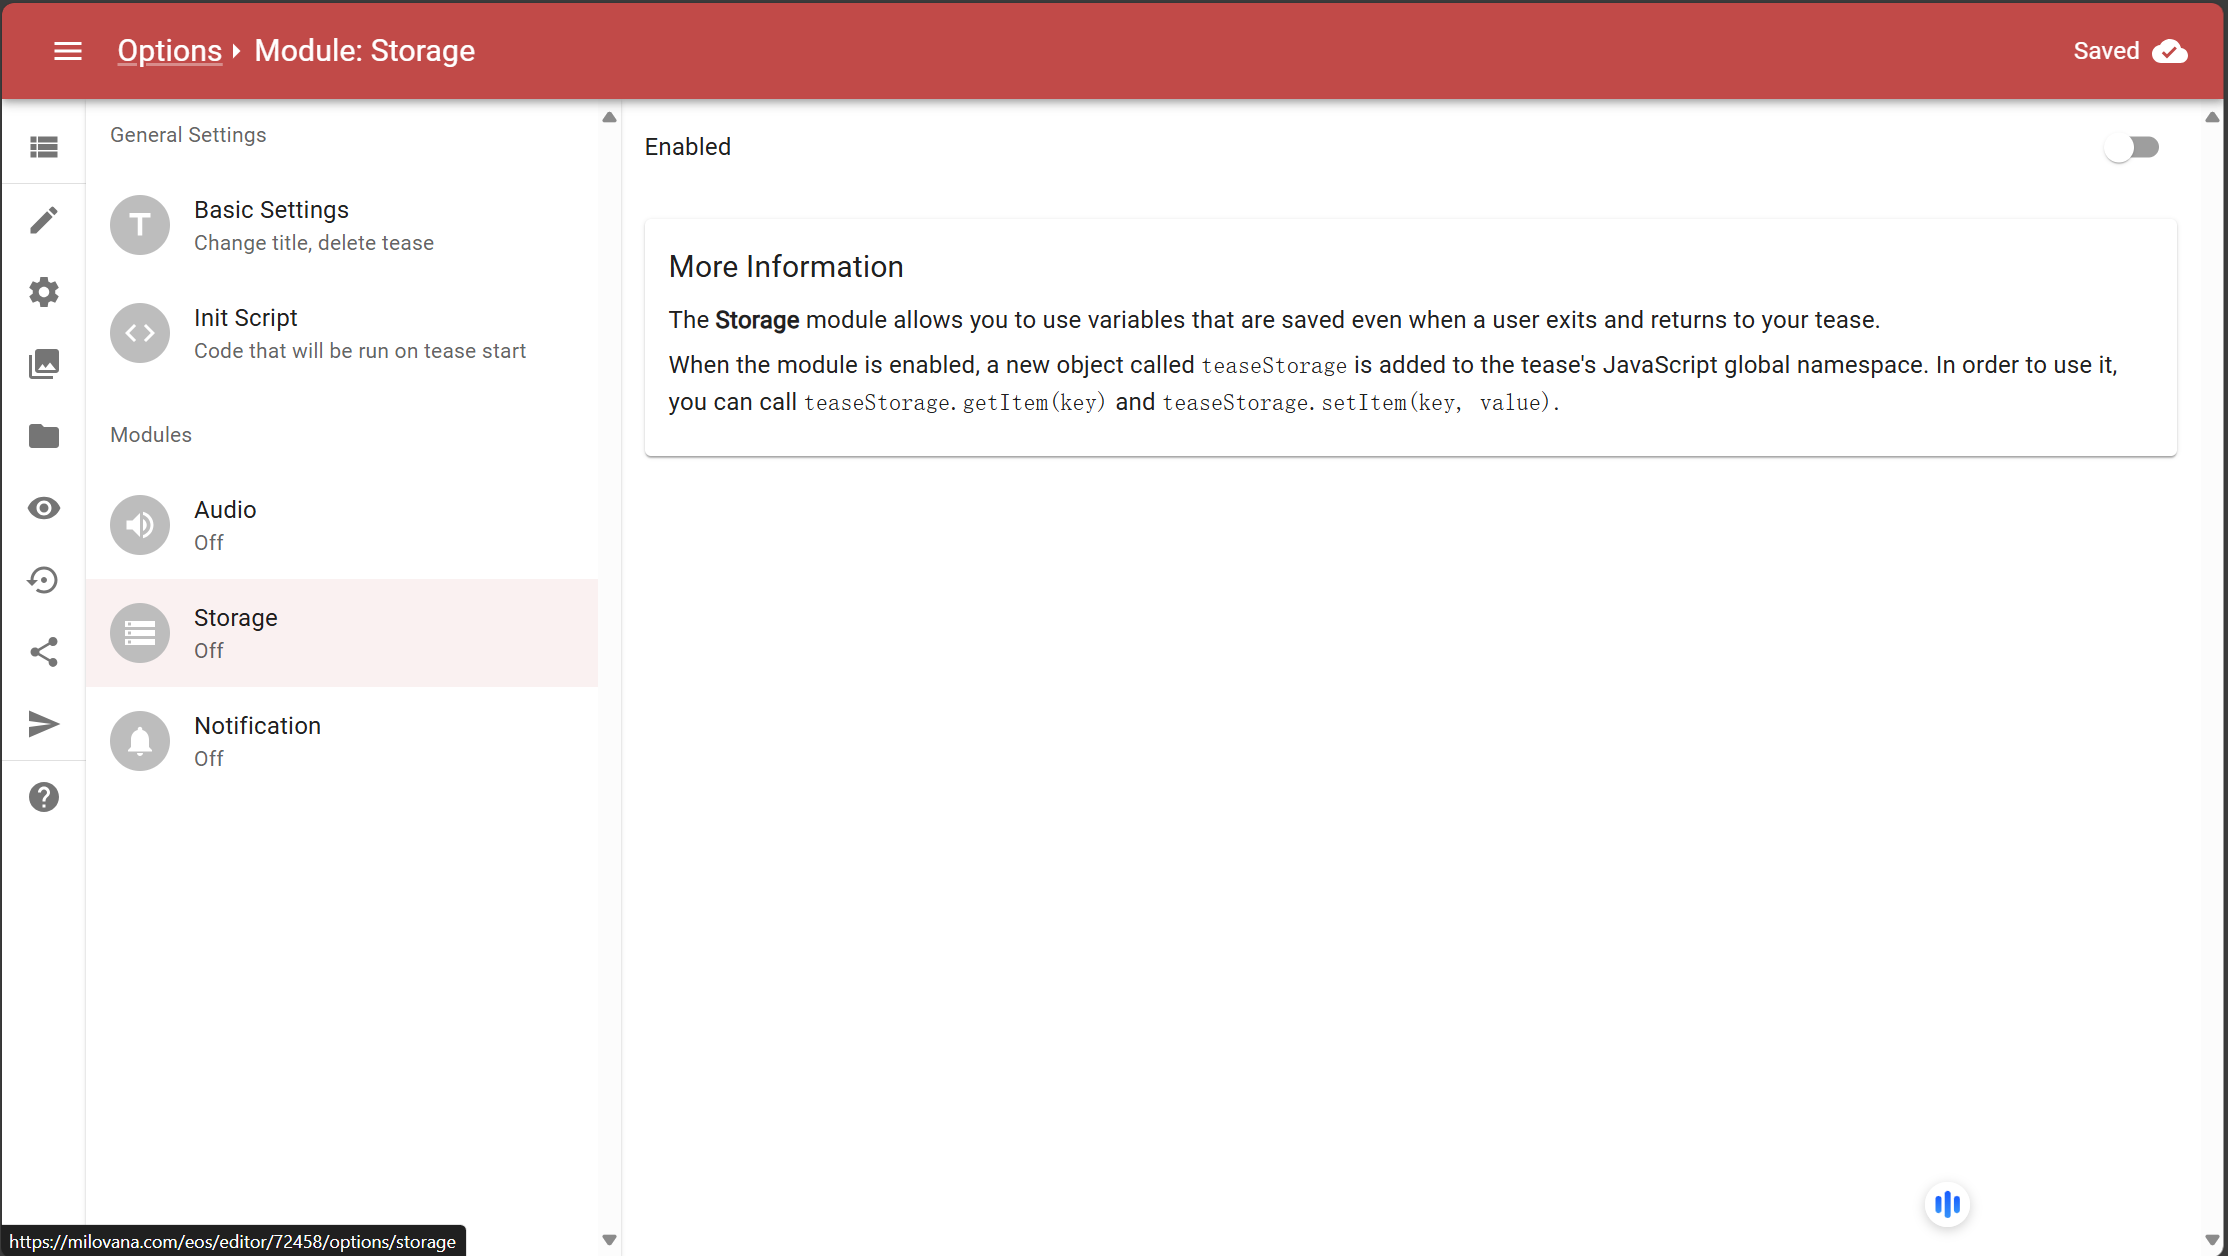 Options
Module: Storage
Saved
General Settings
Basic Settings
Change title, delete tease
Init Script
Code that will be run on tease start
Modules
Audio
Off
Storage
Off
Notification
Off
Enabled
More Information
The Storage module allows you to use variables that are saved even when a user exits and returns to your tease.
When the module is enabled, a new object called teaseStorage is added to the tease's JavaScript global namespace. In order to use it,
you can call teaseStorage.getItem(key) and teaseStorage.setItem(key, value).
https://milovana.com/eos/editor/72458/options/storage